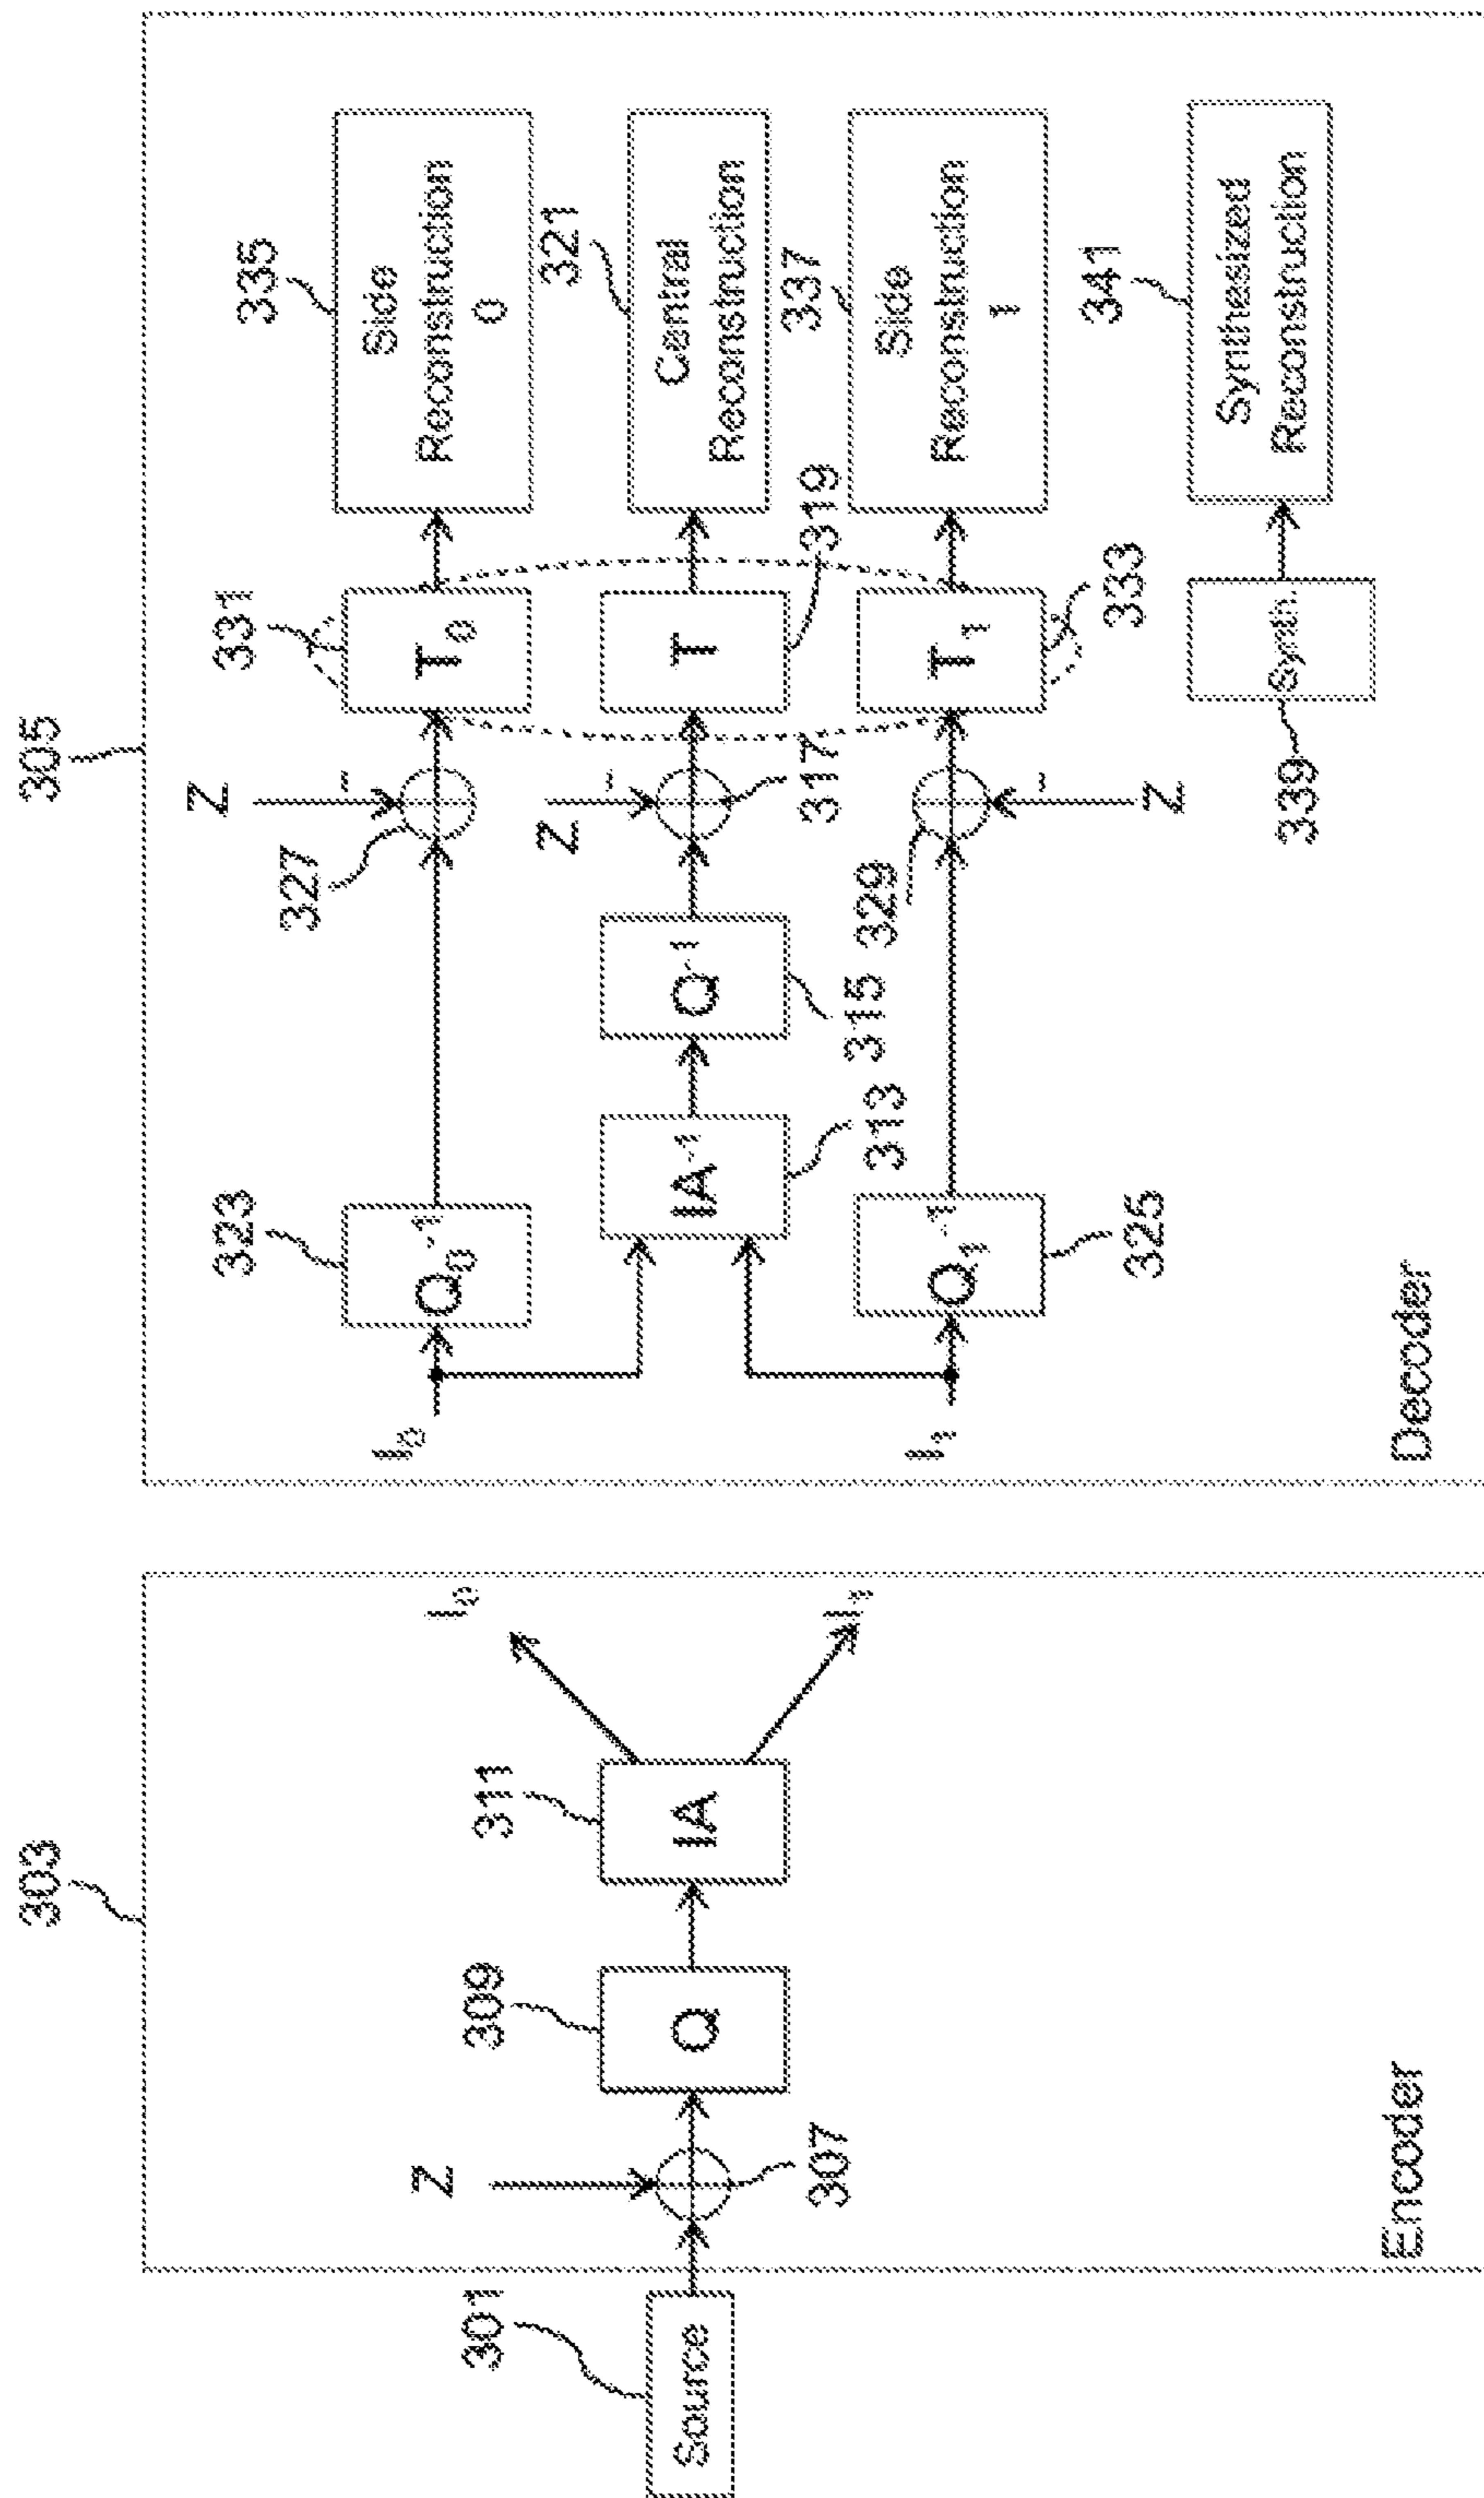 303
305
301
Source
Z
307
309
Q
311
IA
I₀
I₁
Encoder
I₀
I₁
323
Q₀⁻¹
IA⁻¹
313
Q₁⁻¹
325
Q⁻¹
315
Z
-
327
Z
-
317
329
-
Z
331
T₀
T
319
T₁
333
339
Synth.
335
Side
Reconstruction
0
321
Central
Reconstruction
337
Side
Reconstruction
1
341
Synthesized
Reconstruction
Decoder